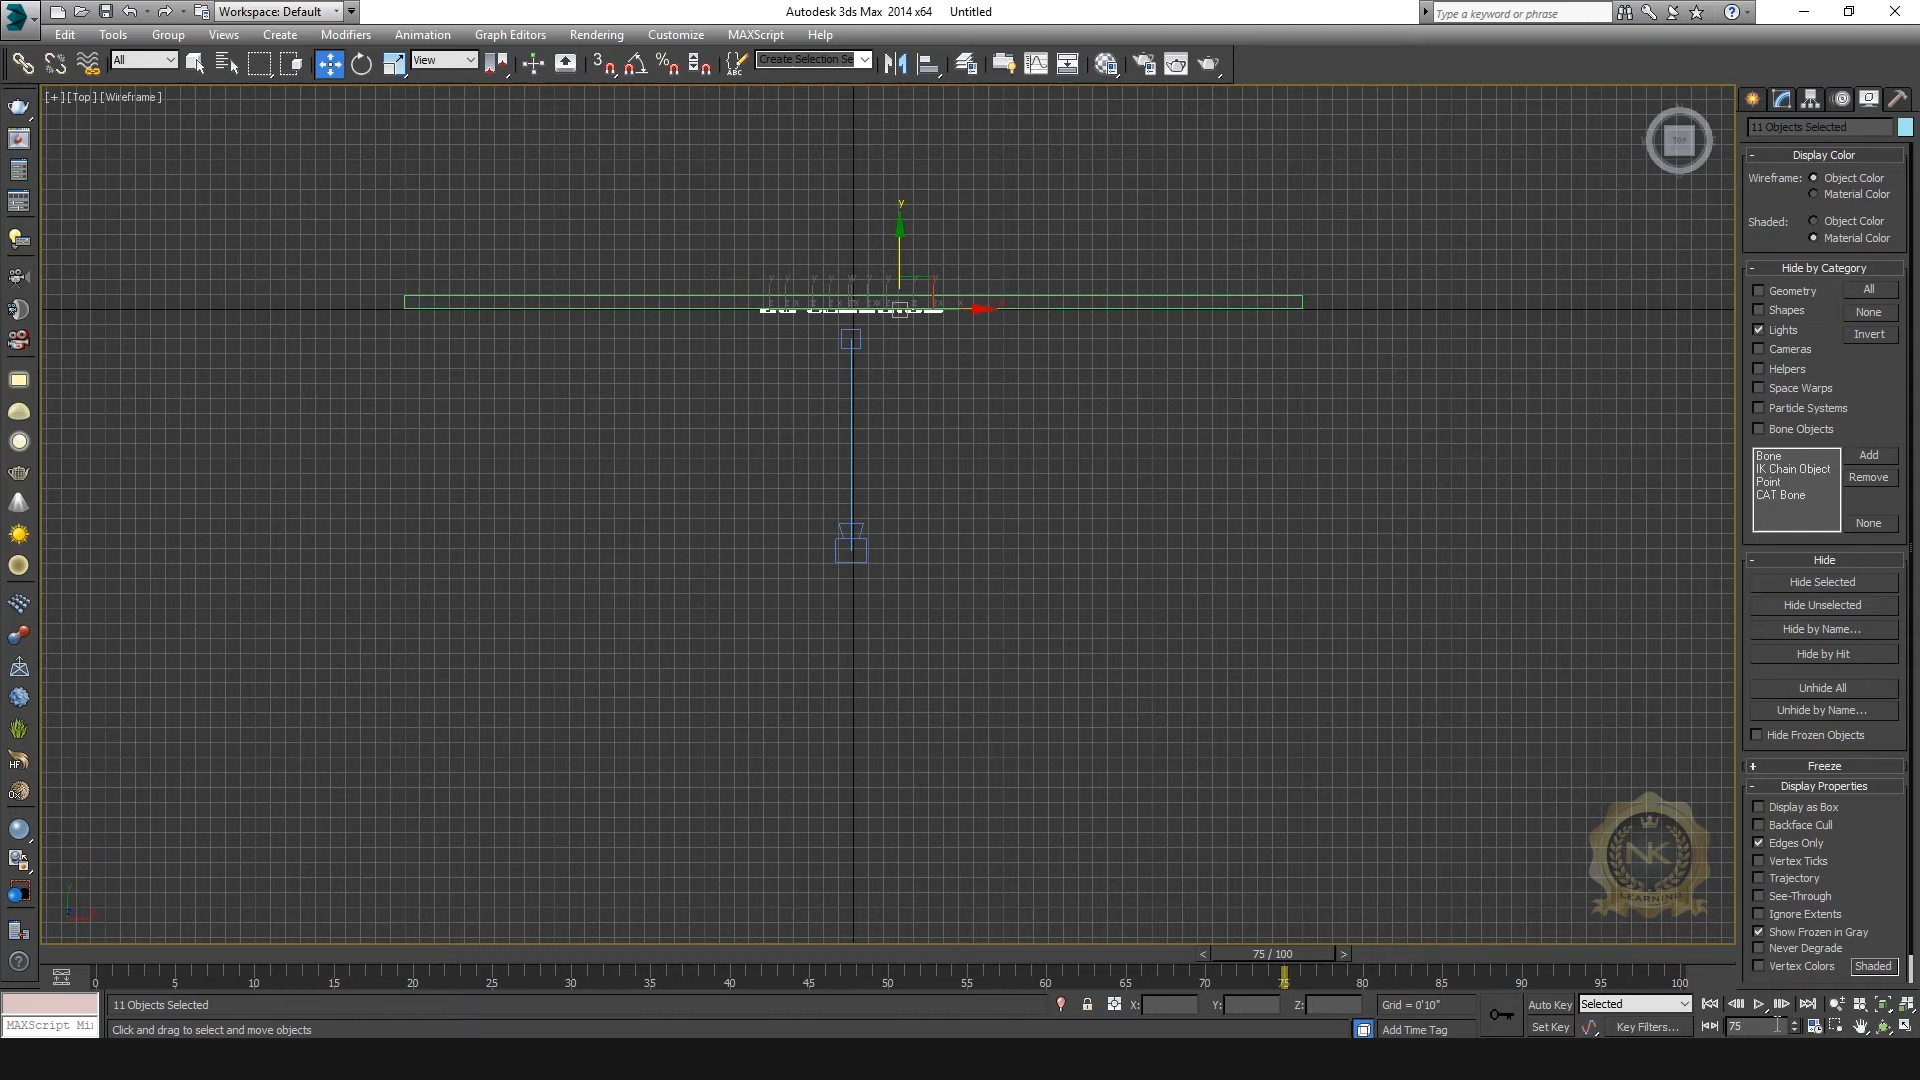 Workspace: Default
Autodesk 3ds Max 2014 x64 Untitled
Type a keyword or phrase
Edit Tools Group Views Create Modifiers Animation Graph Editors Rendering Customize MAXScript Help
All
View
Create Selection Se
[+] [Top] [Wireframe]
TOP
11 Objects Selected
- Display Color
Wireframe: Object Color
Material Color
Shaded: Object Color
Material Color
- Hide by Category
Geometry All
Shapes None
Lights Invert
Cameras
Helpers
Space Warps
Particle Systems
Bone Objects
Bone Add
IK Chain Object
Point Remove
CAT Bone
None
- Hide
Hide Selected
Hide Unselected
Hide by Name...
Hide by Hit
Unhide All
Unhide by Name...
Hide Frozen Objects
+ Freeze
- Display Properties
Display as Box
Backface Cull
Edges Only
Vertex Ticks
Trajectory
See-Through
Ignore Extents
Show Frozen in Gray
Never Degrade
Vertex Colors Shaded
NK
LEARNING
< 75 / 100 >
0 5 10 15 20 25 30 35 40 45 50 55 60 65 70 75 80 85 90 95 100
11 Objects Selected X: Y: Z: Grid = 0'10" Auto Key Selected
MAXScript Mi
Click and drag to select and move objects Add Time Tag Set Key Key Filters... 75